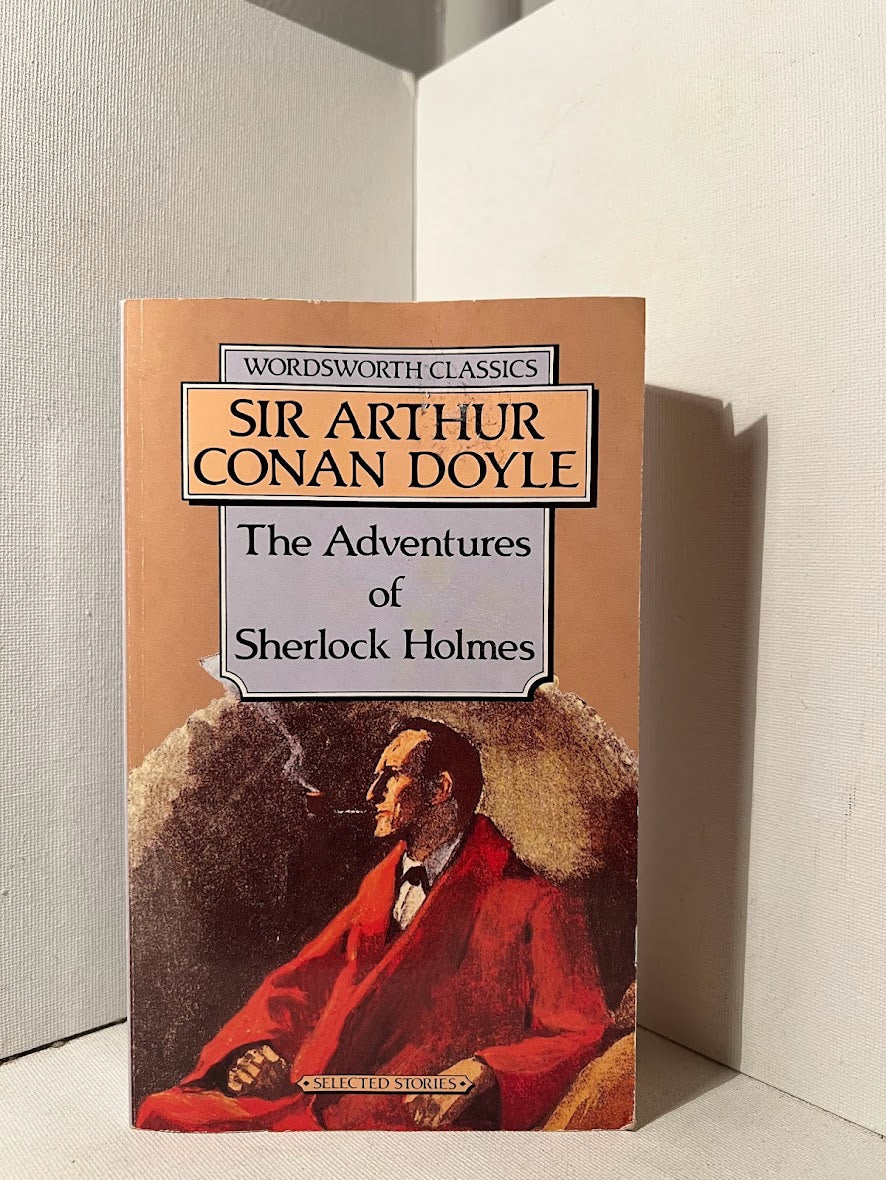 WORDSWORTH CLASSICS
SIR ARTHUR
CONAN DOYLE
The Adventures
of
Sherlock Holmes
SELECTED STORIES